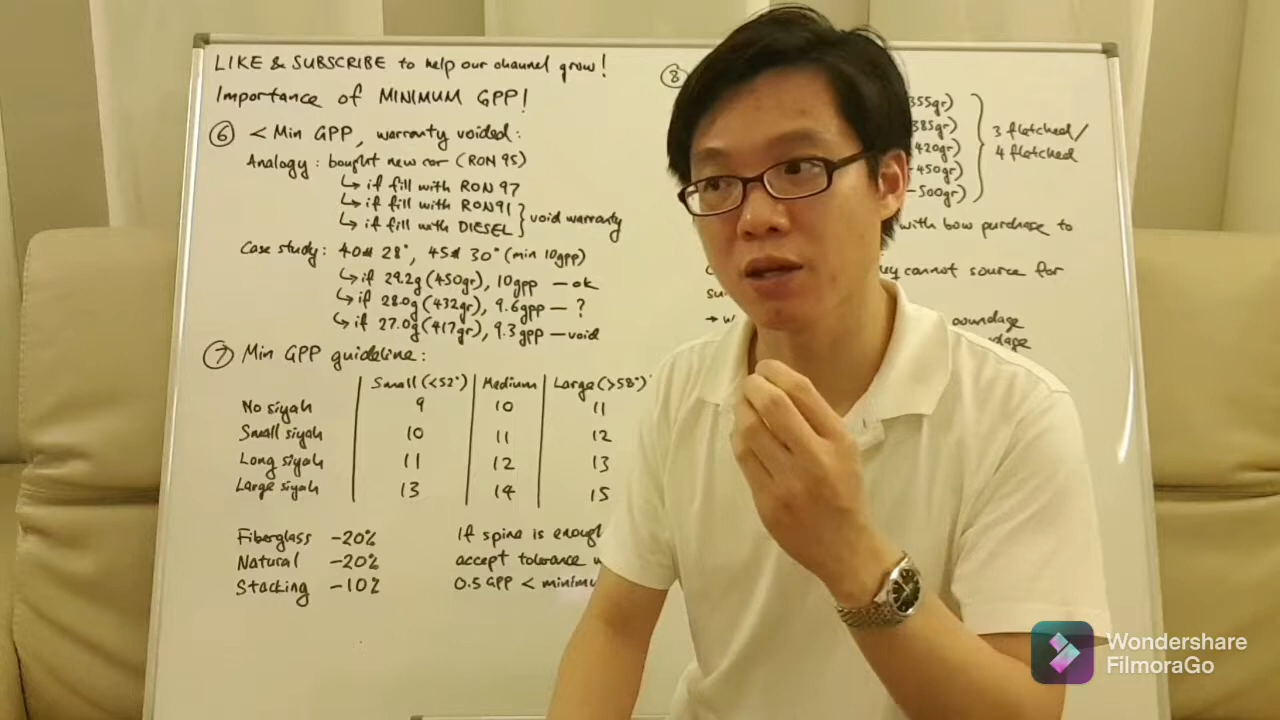 LIKE & SUBSCRIBE to help our channel grow!
Importance of MINIMUM GPP!
⑥ < Min GPP, warranty voided:
Analogy: bought new car (RON 95)
↳ if fill with RON 97
↳ if fill with RON 91
↳ if fill with DIESEL } void warranty
Case study: 40# 28", 45# 30" (min 10gpp)
↳ if 29.2g (450gr), 10gpp — ok
↳ if 28.0g (432gr), 9.6gpp — ?
↳ if 27.0g (417gr), 9.3gpp — void
⑦ Min GPP guideline:
Small (<52") Medium Large (>58")
No siyah 9 10 11
Small siyah 10 11 12
Long siyah 11 12 13
Large siyah 13 14 15
Fiberglass -20%
Natural -20%
Stacking -10%
If spine is enough
accept tolerance
0.5 GPP < minimu
⑧
355gr)
385gr)
420gr)
-450gr)
-500gr)
3 fletched/
4 fletched
with bow purchase to
cannot source for
su
→ w
poundage
Wondershare
FilmoraGo